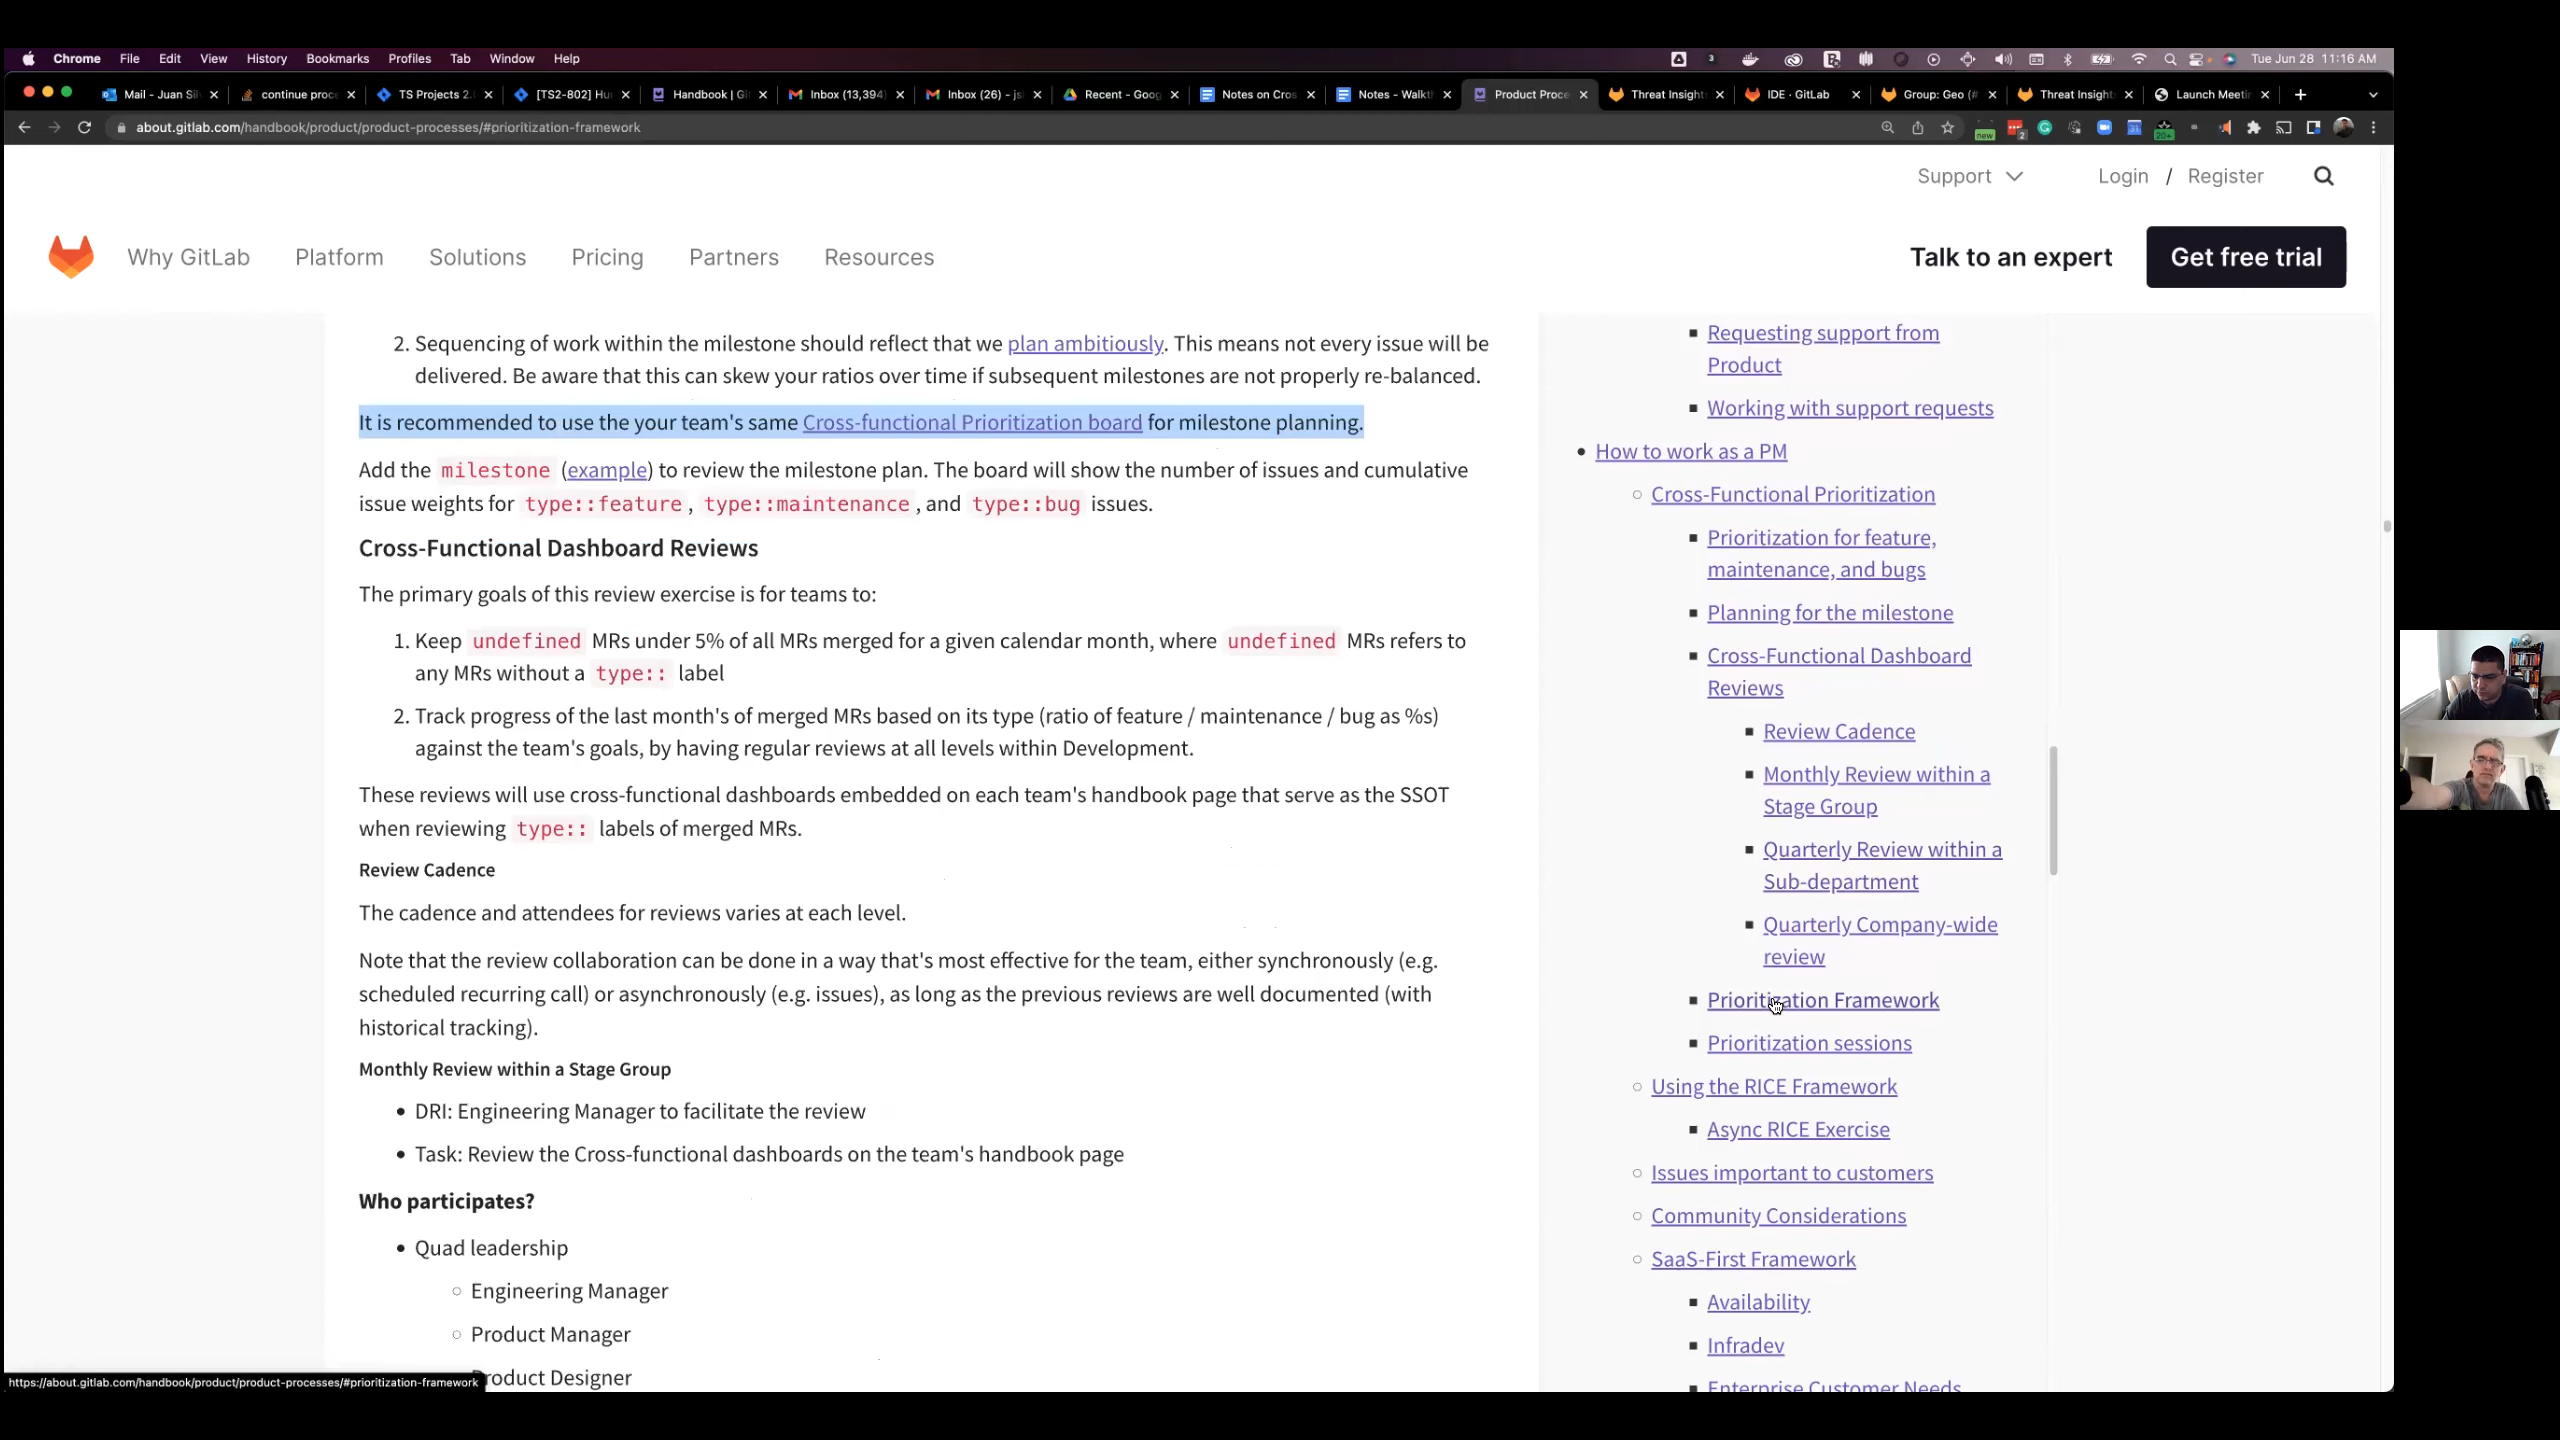 Chrome File Edit View History Bookmarks Profiles Tab Window Help
3 Tue Jun 28 11:16 AM
Mail - Juan Sil continue proc TS Projects 2. [TS2-802] Hu Handbook | Gi Inbox (13,394) Inbox (26) - js Recent - Goog Notes on Cros Notes - Walkt Product Proce Threat Insight IDE · GitLab Group: Geo (# Threat Insight Launch Meeti
about.gitlab.com/handbook/product/product-processes/#prioritization-framework
new 2 20+
Support Login / Register
Why GitLab Platform Solutions Pricing Partners Resources Talk to an expert Get free trial
2. Sequencing of work within the milestone should reflect that we plan ambitiously. This means not every issue will be
delivered. Be aware that this can skew your ratios over time if subsequent milestones are not properly re-balanced.
It is recommended to use the your team's same Cross-functional Prioritization board for milestone planning.
Add the milestone (example) to review the milestone plan. The board will show the number of issues and cumulative
issue weights for type::feature, type::maintenance, and type::bug issues.
Cross-Functional Dashboard Reviews
The primary goals of this review exercise is for teams to:
1. Keep undefined MRs under 5% of all MRs merged for a given calendar month, where undefined MRs refers to
any MRs without a type:: label
2. Track progress of the last month's of merged MRs based on its type (ratio of feature / maintenance / bug as %s)
against the team's goals, by having regular reviews at all levels within Development.
These reviews will use cross-functional dashboards embedded on each team's handbook page that serve as the SSOT
when reviewing type:: labels of merged MRs.
Review Cadence
The cadence and attendees for reviews varies at each level.
Note that the review collaboration can be done in a way that's most effective for the team, either synchronously (e.g.
scheduled recurring call) or asynchronously (e.g. issues), as long as the previous reviews are well documented (with
historical tracking).
Monthly Review within a Stage Group
DRI: Engineering Manager to facilitate the review
Task: Review the Cross-functional dashboards on the team's handbook page
Who participates?
Quad leadership
Engineering Manager
Product Manager
roduct Designer
https://about.gitlab.com/handbook/product/product-processes/#prioritization-framework
Requesting support from
Product
Working with support requests
How to work as a PM
Cross-Functional Prioritization
Prioritization for feature,
maintenance, and bugs
Planning for the milestone
Cross-Functional Dashboard
Reviews
Review Cadence
Monthly Review within a
Stage Group
Quarterly Review within a
Sub-department
Quarterly Company-wide
review
Prioritization Framework
Prioritization sessions
Using the RICE Framework
Async RICE Exercise
Issues important to customers
Community Considerations
SaaS-First Framework
Availability
Infradev
Enterprise Customer Needs